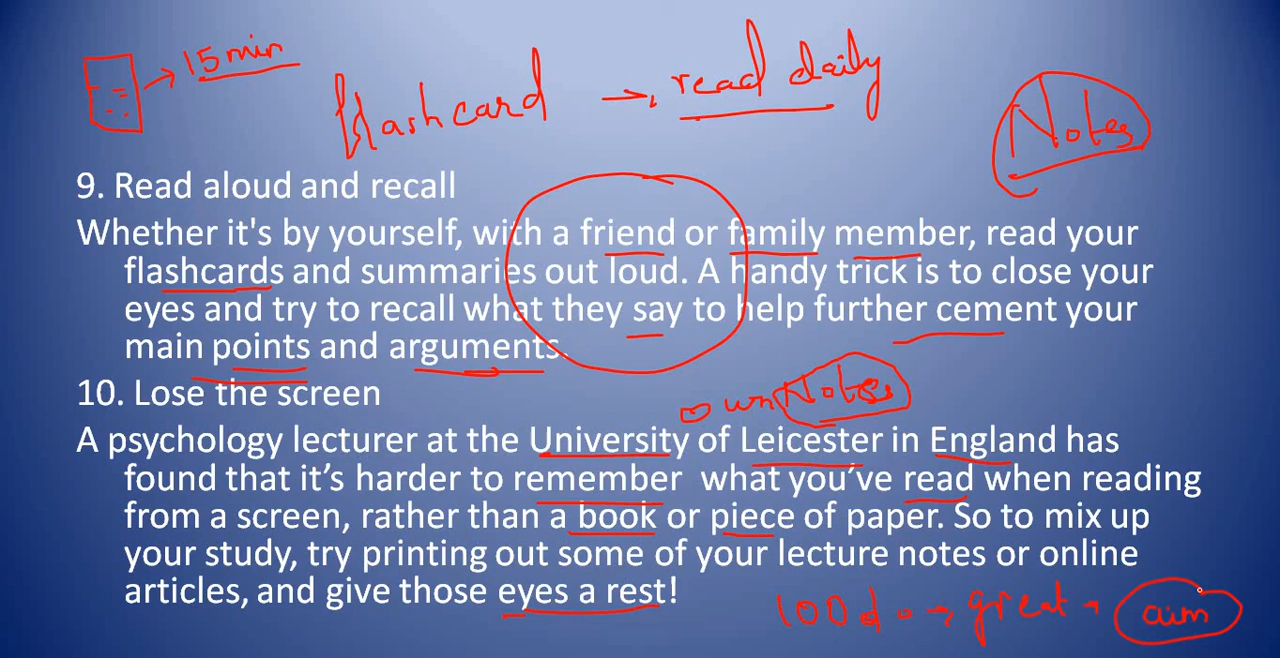 15 min
flashcard → read daily
Notes
9. Read aloud and recall
Whether it's by yourself, with a friend or family member, read your
flashcards and summaries out loud. A handy trick is to close your
eyes and try to recall what they say to help further cement your
main points and arguments.
10. Lose the screen
own Notes
A psychology lecturer at the University of Leicester in England has
found that it’s harder to remember what you’ve read when reading
from a screen, rather than a book or piece of paper. So to mix up
your study, try printing out some of your lecture notes or online
articles, and give those eyes a rest!
100 → great → aim